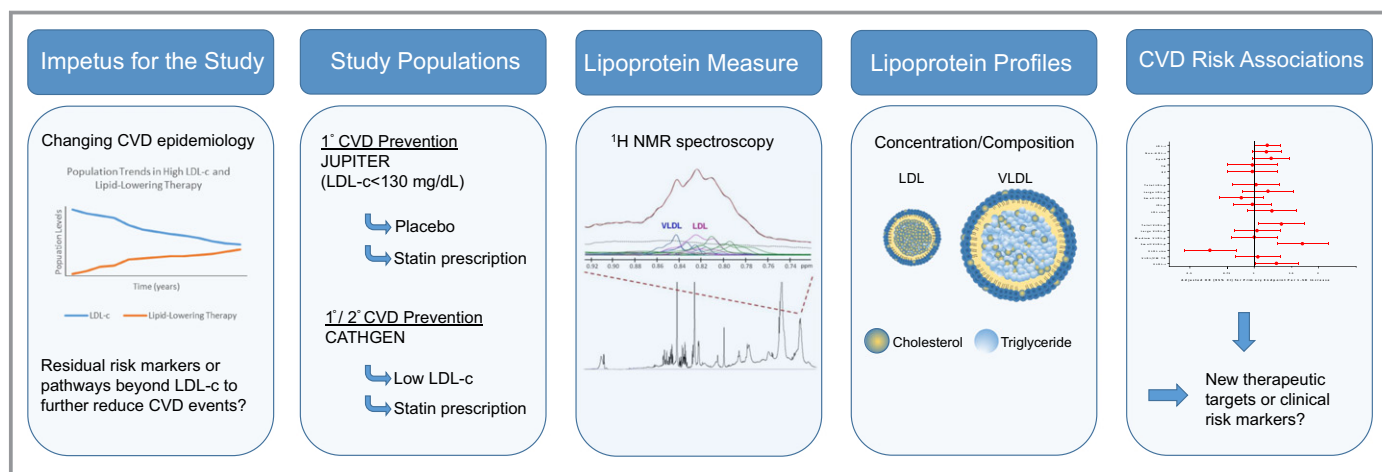 Impetus for the Study
Changing CVD epidemiology
Population Trends in High LDL-c and
Lipid-Lowering Therapy
Population Levels
Time (years)
LDL-c
Lipid-Lowering Therapy
Residual risk markers or
pathways beyond LDL-c to
further reduce CVD events?
Study Populations
1° CVD Prevention
JUPITER
(LDL-c<130 mg/dL)
Placebo
Statin prescription
1°/ 2° CVD Prevention
CATHGEN
Low LDL-c
Statin prescription
Lipoprotein Measure
¹H NMR spectroscopy
VLDL LDL
0.92 0.90 0.88 0.86 0.84 0.82 0.80 0.78 0.76 0.74 ppm
Lipoprotein Profiles
Concentration/Composition
LDL VLDL
Cholesterol Triglyceride
CVD Risk Associations
New therapeutic
targets or clinical
risk markers?